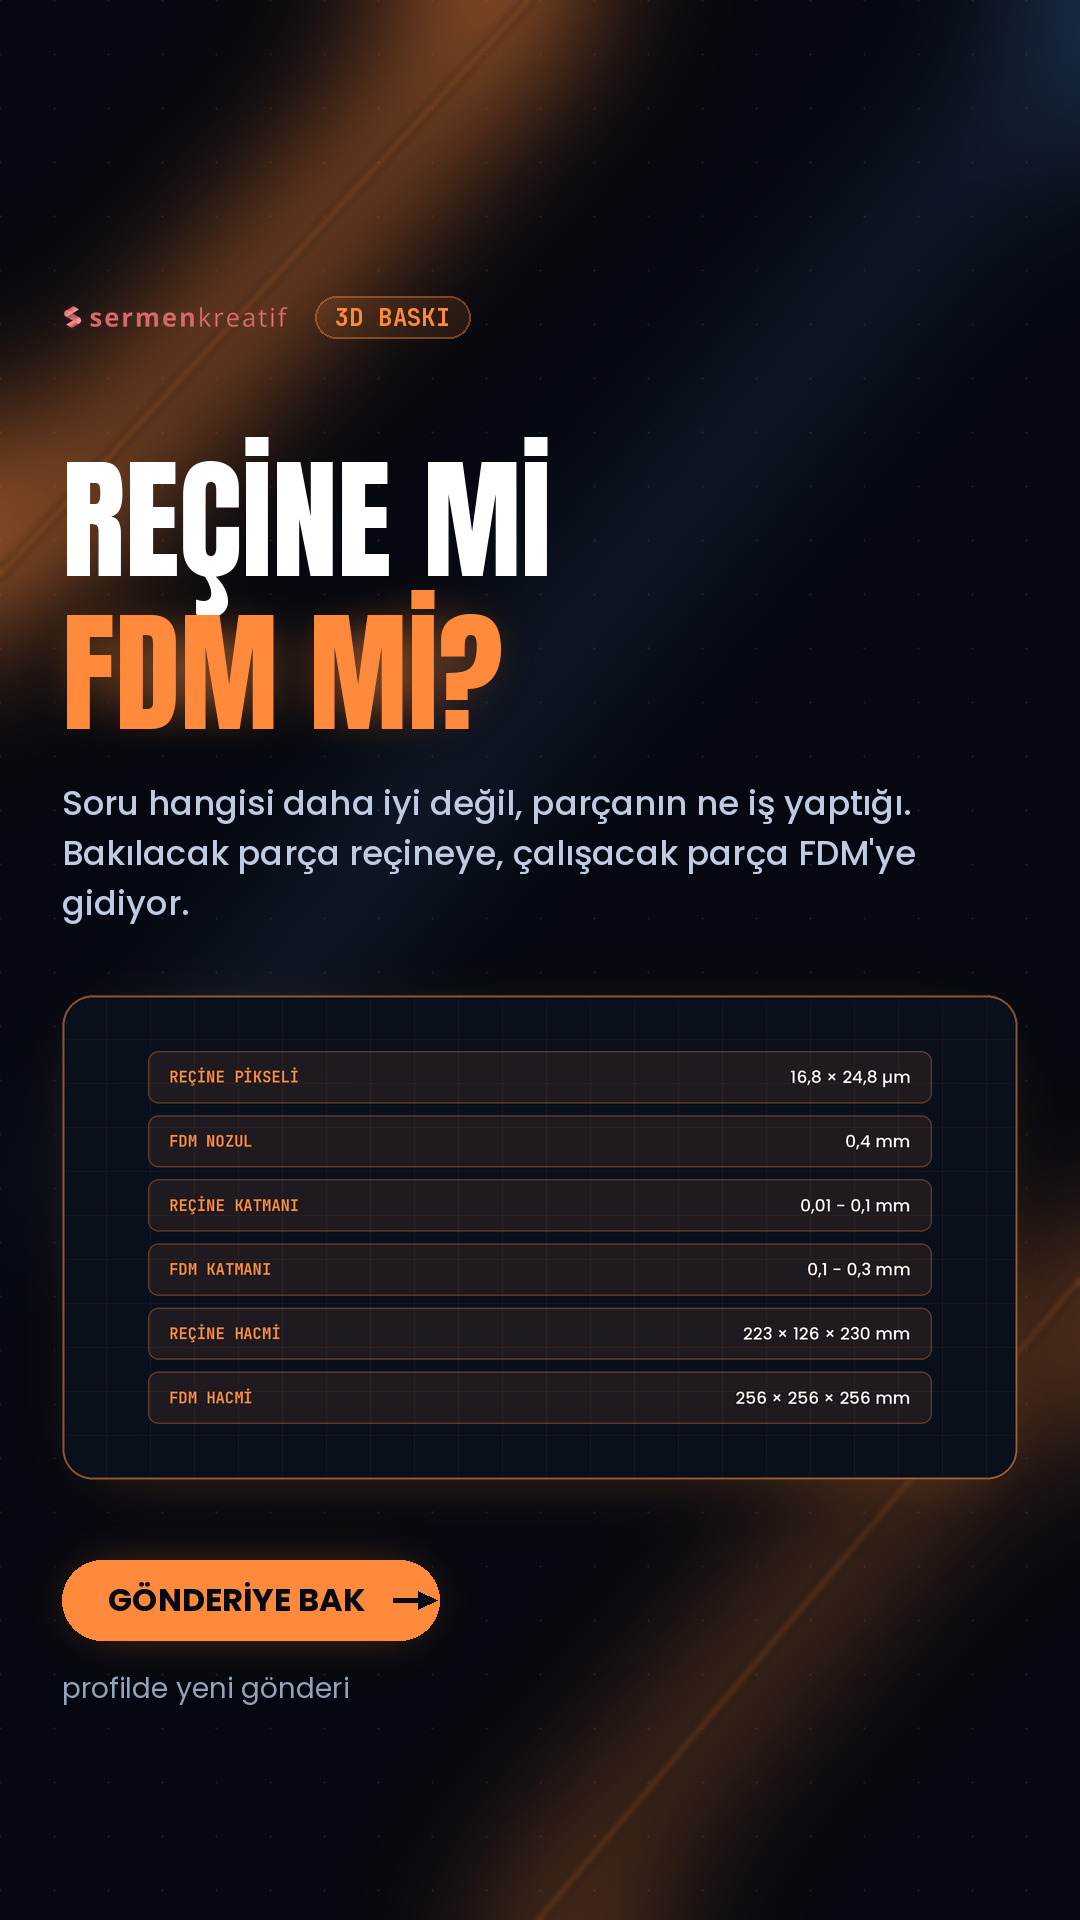 sermenkreatif
3D BASKI
REÇİNE Mİ
FDM Mİ?
Soru hangisi daha iyi değil, parçanın ne iş yaptığı.
Bakılacak parça reçineye, çalışacak parça FDM'ye
gidiyor.
REÇİNE PİKSELİ 16,8 × 24,8 µm
FDM NOZUL 0,4 mm
REÇİNE KATMANI 0,01 – 0,1 mm
FDM KATMANI 0,1 – 0,3 mm
REÇİNE HACMİ 223 × 126 × 230 mm
FDM HACMİ 256 × 256 × 256 mm
GÖNDERİYE BAK
profilde yeni gönderi